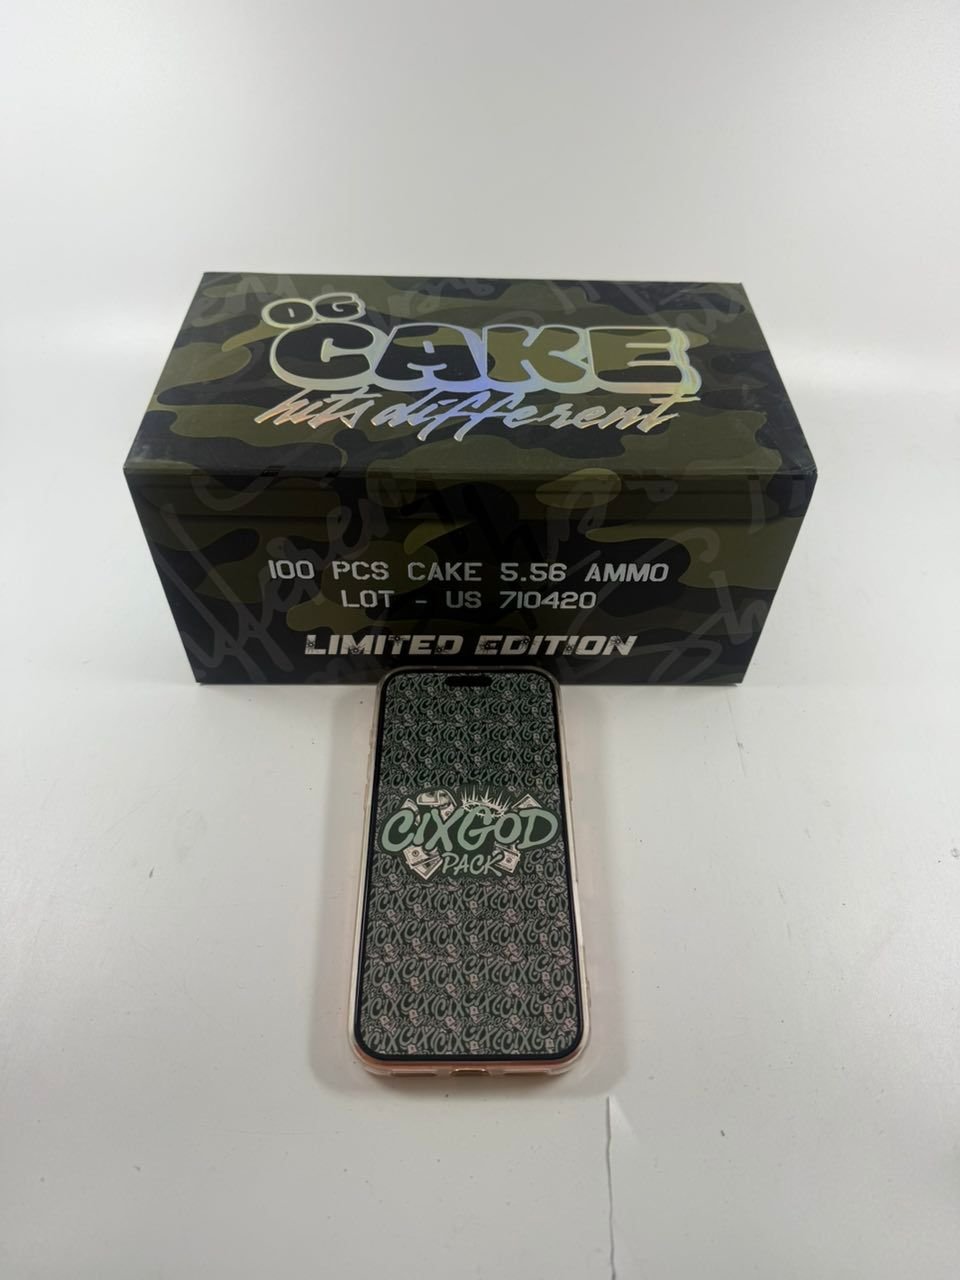 OG
CAKE
hits different
100 PCS CAKE 5.56 AMMO
LOT - US 710420
LIMITED EDITION
CIXGOD
PACK